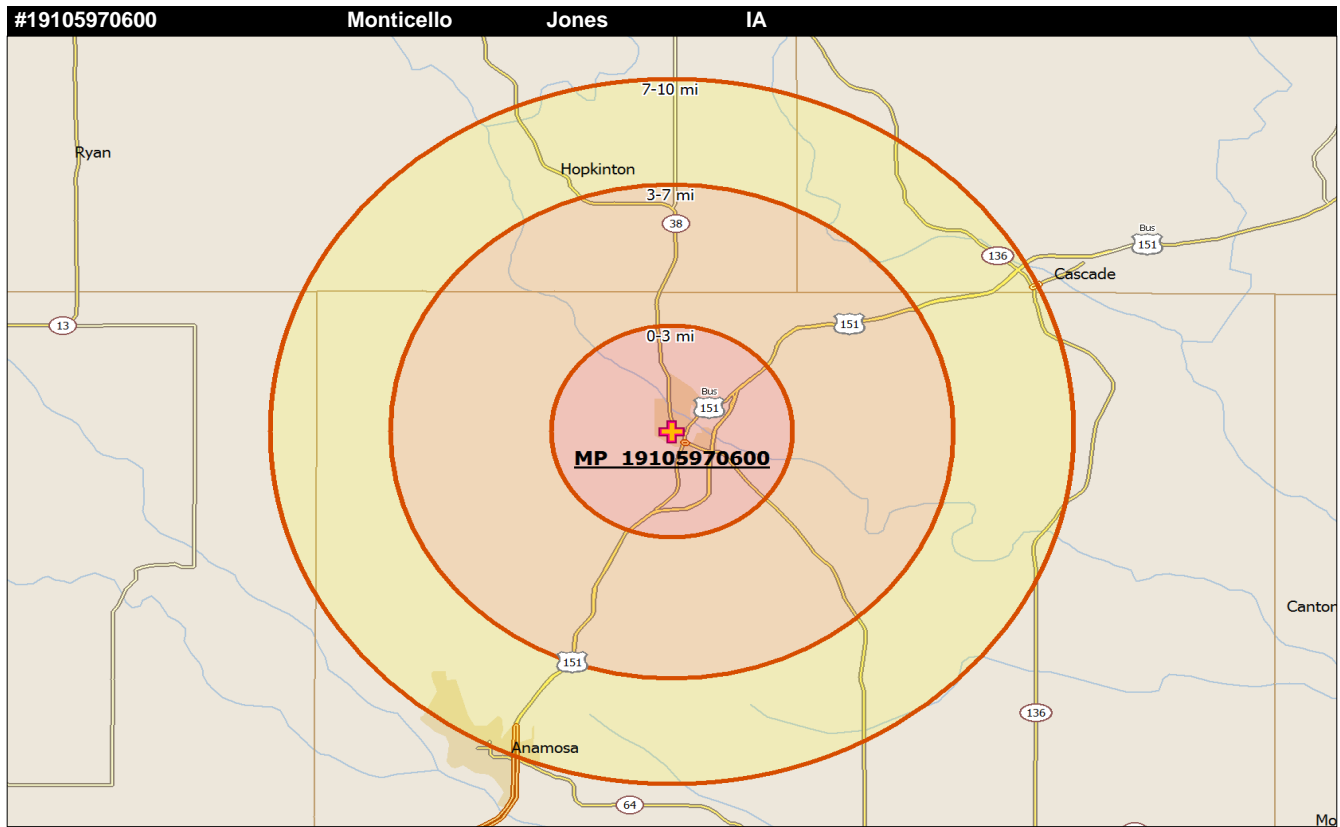 #19105970600 Monticello Jones IA
7-10 mi
Ryan
Hopkinton
3-7 mi
38
Bus
151
136
Cascade
13
151
0-3 mi
Bus
151
MP 19105970600
Canton
151
136
Anamosa
64
Mo